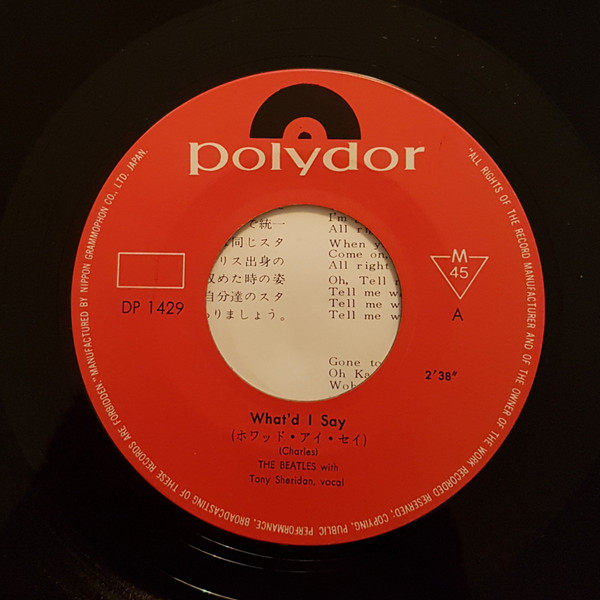 polydor
"ALL RIGHTS OF THE RECORD MANUFACTURER AND OF THE OWNER OF THE WORK RECORDED RESERVED, COPYING, PUBLIC PERFORMANCE, BROADCASTING OF THESE RECORDS ARE FORBIDDEN." MANUFACTURED BY NIPPON GRAMMOPHON CO., LTD. JAPAN.
DP 1429
M
45
A
2'38"
で統一
同じスタ
リス出身の
収めた時の姿
自分達のスタ
りましょう。
I'm
All r
When y
Come on,
All right
Oh, Tell
Tell me w
Tell me w
Tell me w
Gone to
Oh Ka
What'd I Say
(ホワッド・アイ・セイ)
(Charles)
THE BEATLES with
Tony Sheridan, vocal